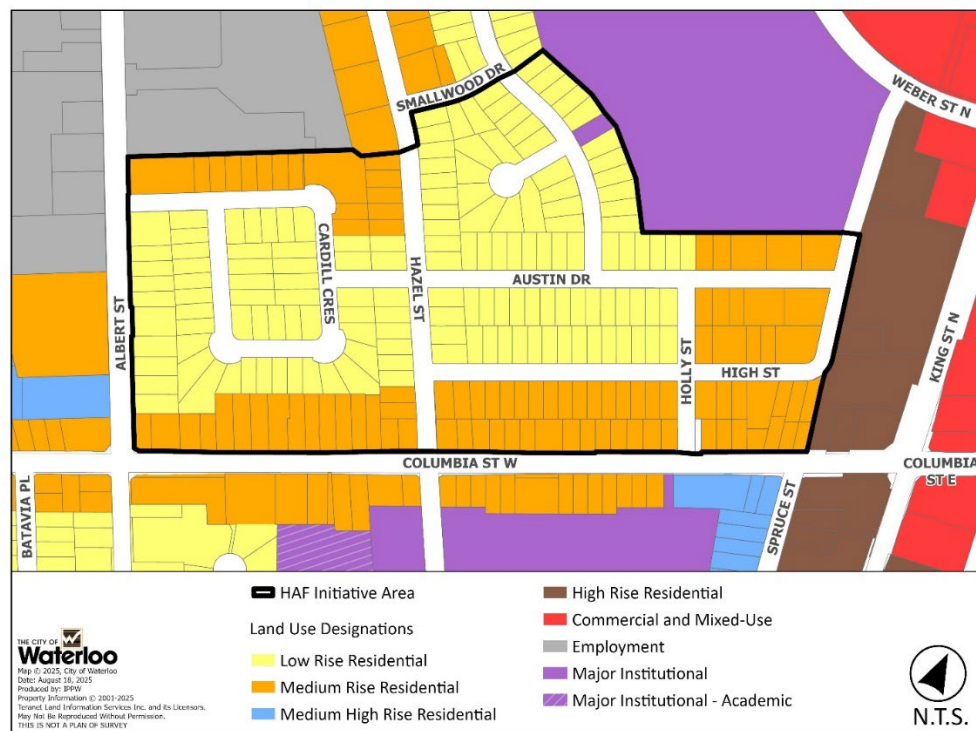 SMALLWOOD DR
WEBER ST N
ALBERT ST
CARDILL CRES
HAZEL ST
AUSTIN DR
HOLLY ST
HIGH ST
KING ST N
COLUMBIA ST W
COLUMBIA
ST E
BATAVIA PL
SPRUCE ST
HAF Initiative Area
Land Use Designations
Low Rise Residential
Medium Rise Residential
Medium High Rise Residential
High Rise Residential
Commercial and Mixed-Use
Employment
Major Institutional
Major Institutional - Academic
THE CITY OF
Waterloo
Map © 2025, City of Waterloo
Date: August 18, 2025
Produced by: IPPW
Property Information © 2001-2025
Teranet Land Information Services Inc. and its Licensors.
May Not Be Reproduced Without Permission.
THIS IS NOT A PLAN OF SURVEY
N.T.S.